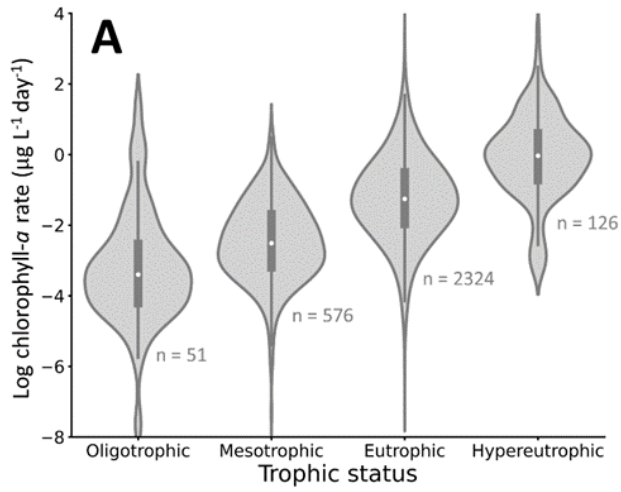 A
Log chlorophyll-a rate (µg L⁻¹ day⁻¹)
4
2
0
−2
−4
−6
−8
n = 51
n = 576
n = 2324
n = 126
Oligotrophic Mesotrophic Eutrophic Hypereutrophic
Trophic status